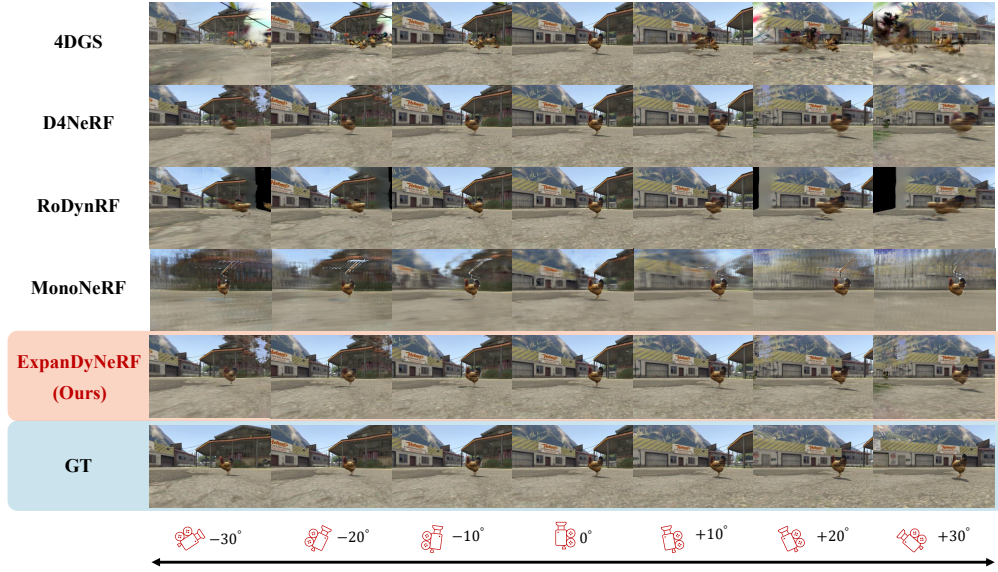 4DGS
D4NeRF
RoDynRF
MonoNeRF
ExpanDyNeRF
(Ours)
GT
−30° −20° −10° 0° +10° +20° +30°